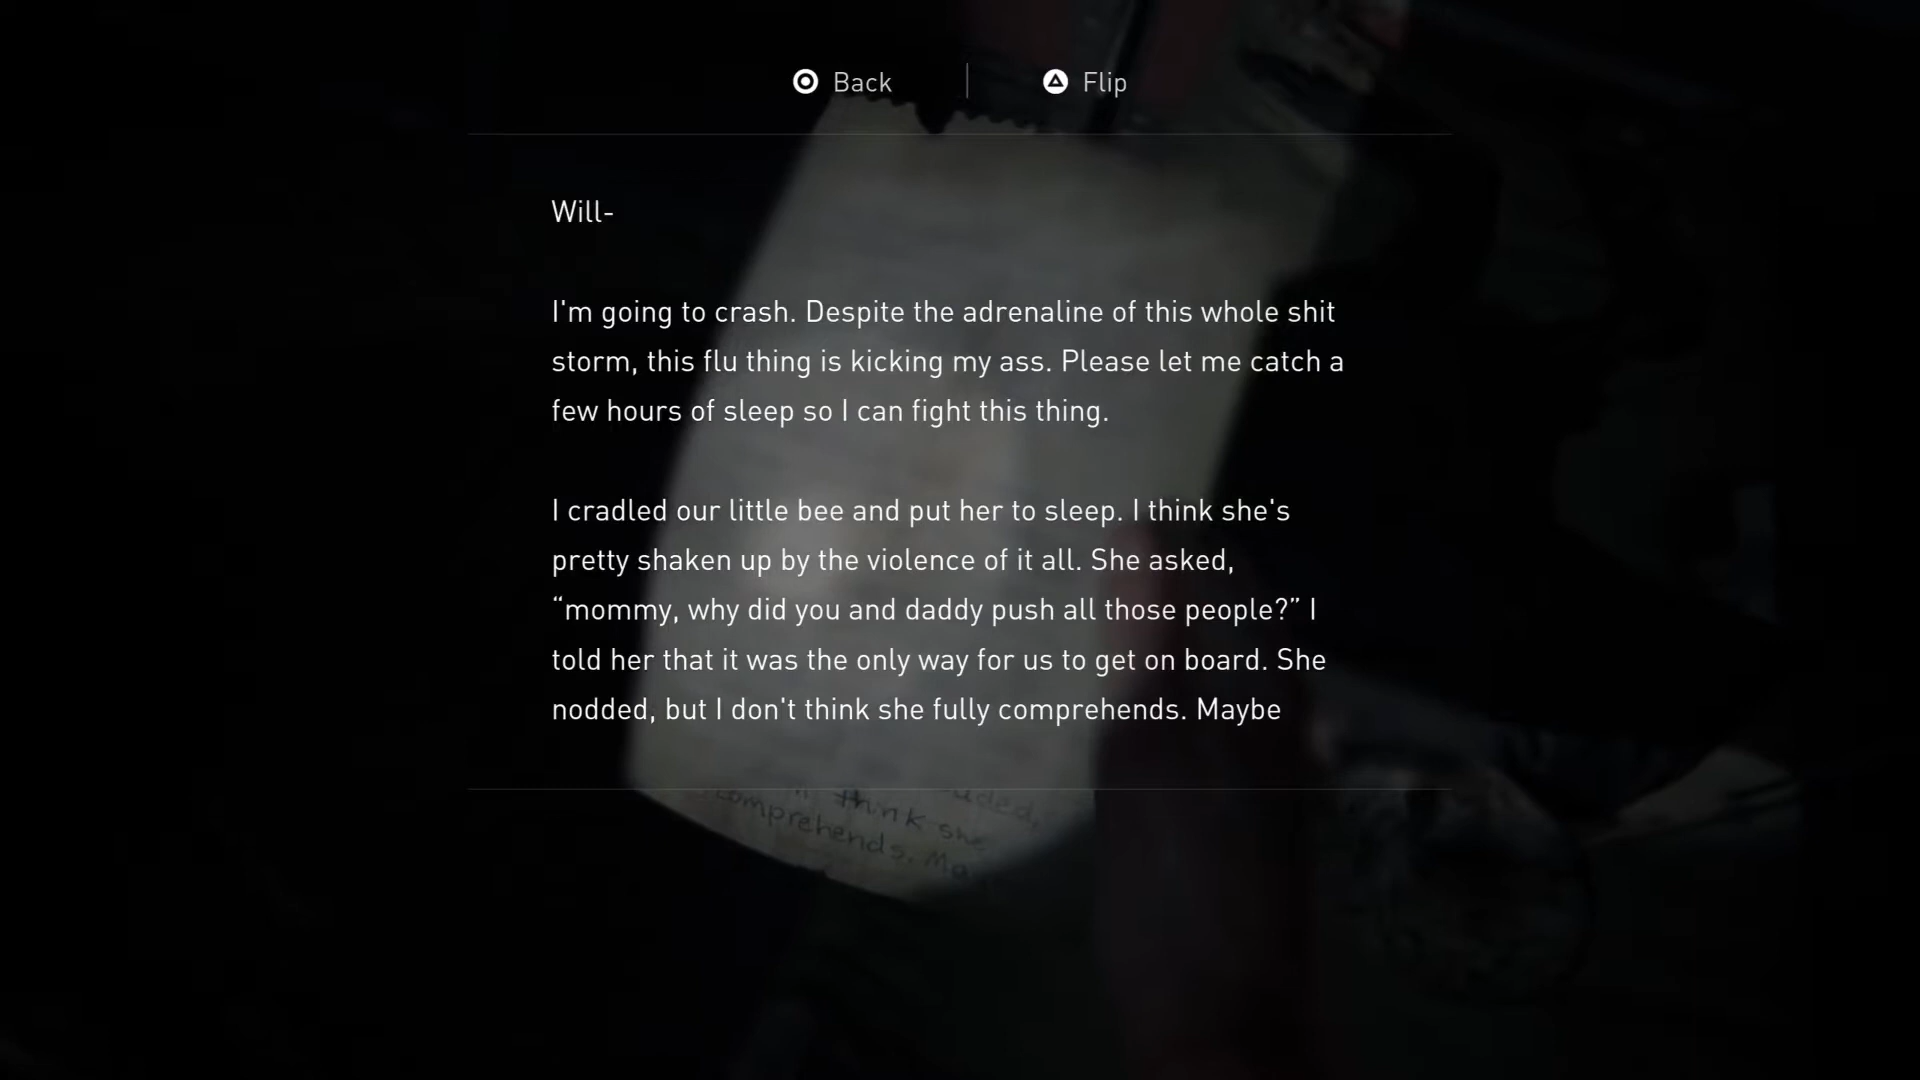 Back | Flip
Will-
I'm going to crash. Despite the adrenaline of this whole shit
storm, this flu thing is kicking my ass. Please let me catch a
few hours of sleep so I can fight this thing.
I cradled our little bee and put her to sleep. I think she's
pretty shaken up by the violence of it all. She asked,
“mommy, why did you and daddy push all those people?” I
told her that it was the only way for us to get on board. She
nodded, but I don't think she fully comprehends. Maybe
think she
comprehends.